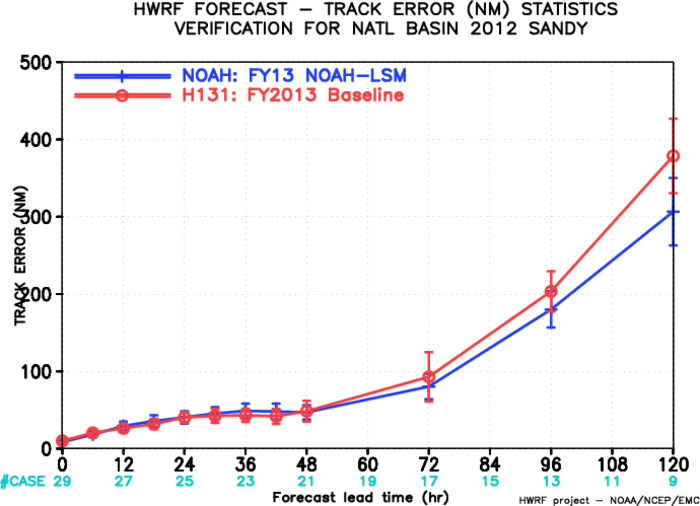 HWRF FORECAST – TRACK ERROR (NM) STATISTICS
VERIFICATION FOR NATL BASIN 2012 SANDY
NOAH: FY13 NOAH–LSM
H131: FY2013 Baseline
TRACK ERROR (NM)
500
400
300
200
100
0
0 12 24 36 48 60 72 84 96 108 120
#CASE 29 27 25 23 21 19 17 15 13 11 9
Forecast lead time (hr)
HWRF project – NOAA/NCEP/EMC